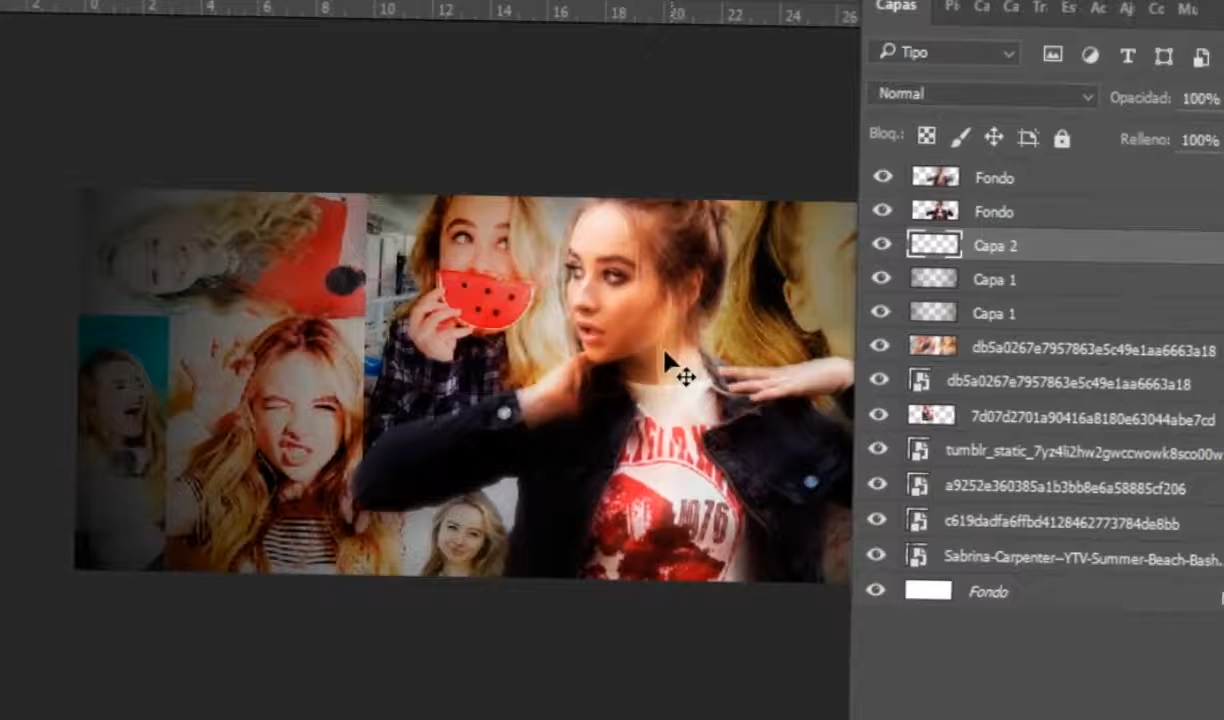 2 0 2 4 6 8 10 12 14 16 18 20 22 24 26
Capas Pi Ca Ca Tr Es Ac Aj Cc Mu
Tipo
Normal Opacidad: 100%
Bloq.: Relleno: 100%
Fondo
Fondo
Capa 2
Capa 1
Capa 1
db5a0267e7957863e5c49e1aa6663a18
db5a0267e7957863e5c49e1aa6663a18
7d07d2701a90416a8180e63044abe7cd
tumblr_static_7yz4li2hw2gwccwowk8sco00w
a9252e360385a1b3bb8e6a58885cf206
c619dadfa6ffbd4128462773784de8bb
Sabrina-Carpenter--YTV-Summer-Beach-Bash.
Fondo
1976